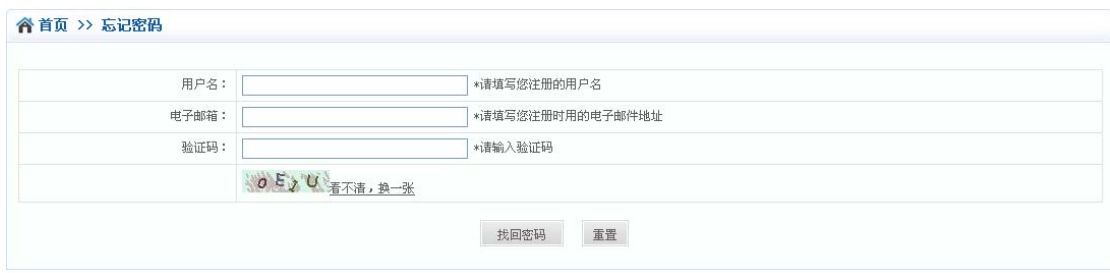 首页 >> 忘记密码
用户名： *请填写您注册的用户名
电子邮箱： *请填写您注册时用的电子邮件地址
验证码： *请输入验证码
看不清，换一张
找回密码 重置